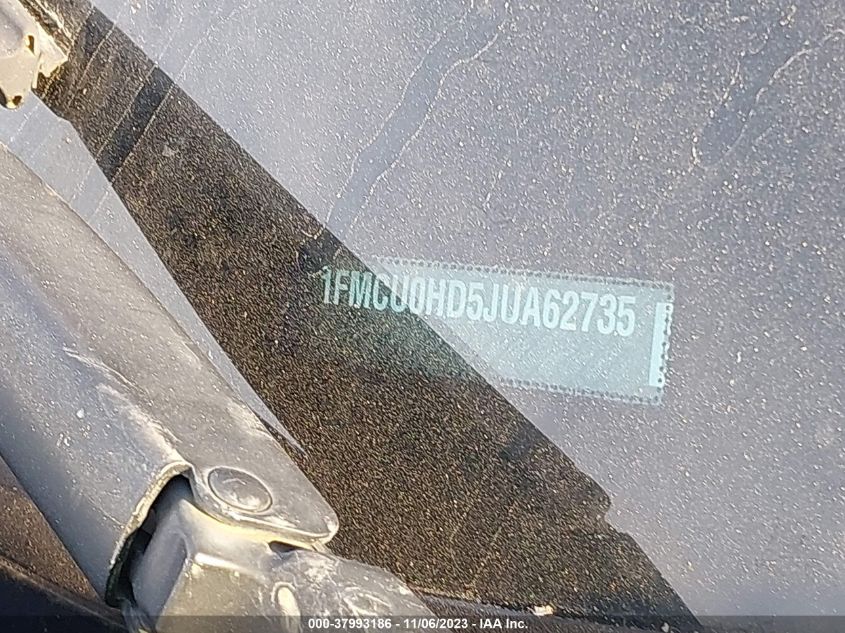 1FMCU0HD5JUA62735
000-37993186 - 11/06/2023 - © IAA Inc.